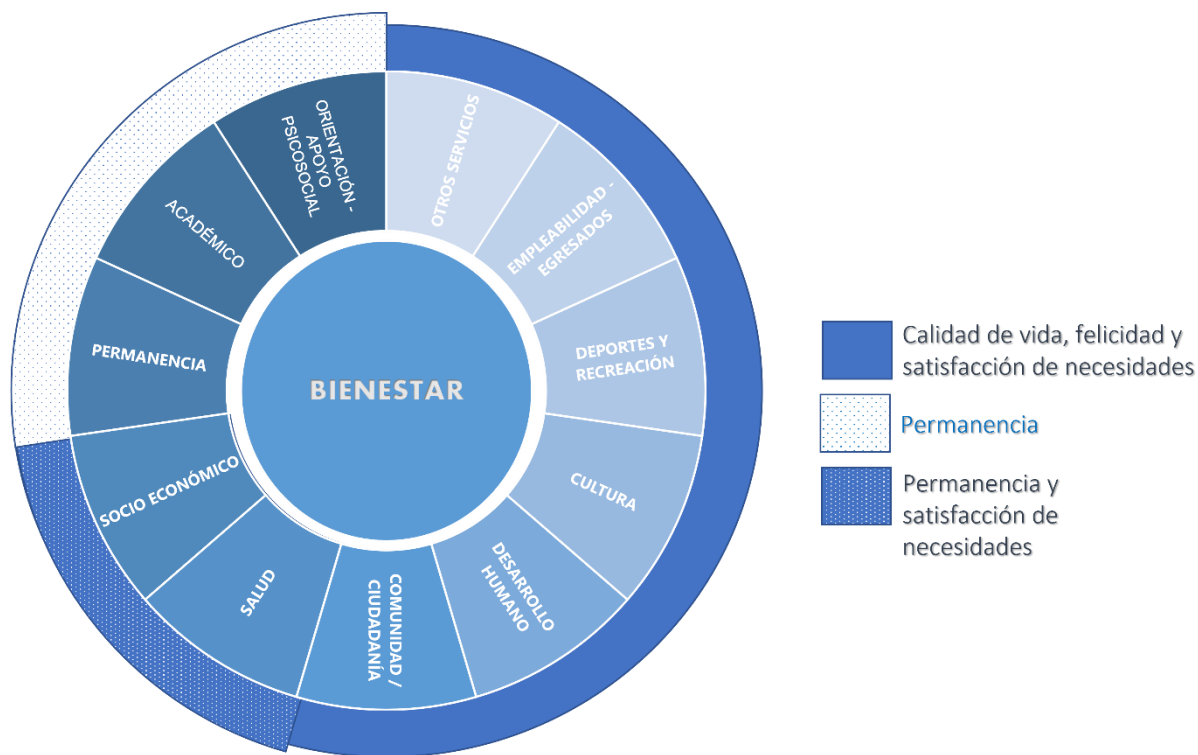 OTROS SERVICIOS
EMPLEABILIDAD -
EGRESADOS
DEPORTES Y
RECREACIÓN
CULTURA
DESARROLLO
HUMANO
COMUNIDAD /
CIUDADANÍA
SALUD
SOCIO ECONÓMICO
PERMANENCIA
ACADÉMICO
ORIENTACIÓN -
APOYO
PSICOSOCIAL
BIENESTAR
Calidad de vida, felicidad y
satisfacción de necesidades
Permanencia
Permanencia y
satisfacción de
necesidades